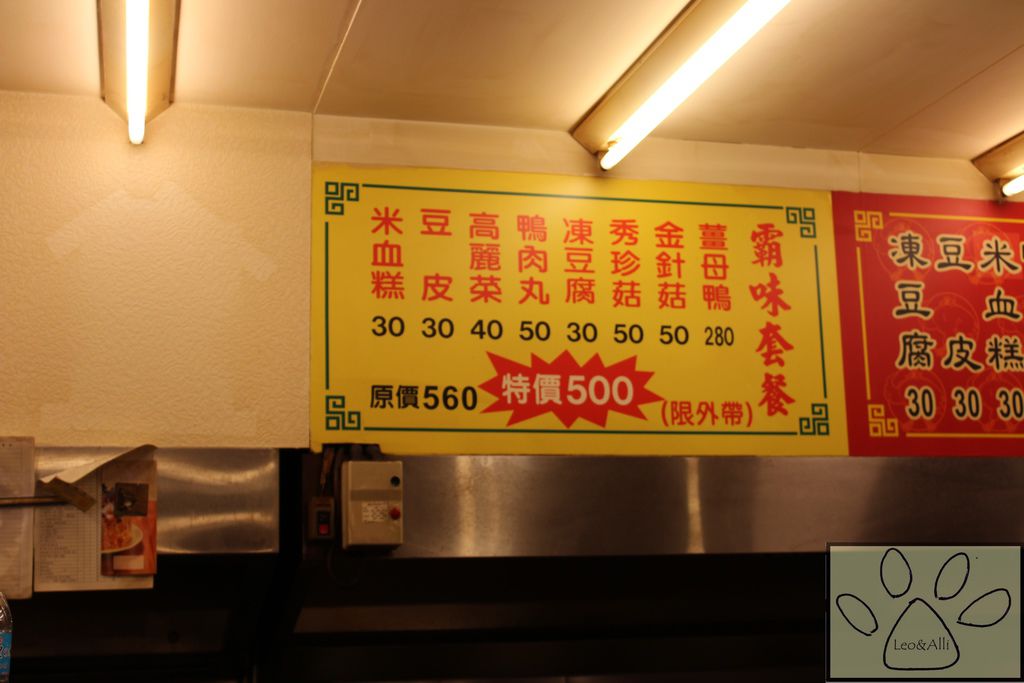 霸味套餐
薑母鴨 280
金針菇 50
秀珍菇 50
凍豆腐 30
鴨肉丸 50
高麗菜 40
豆皮 30
米血糕 30
原價560
特價500
(限外帶)
米血糕 30
豆皮 30
凍豆腐 30
Leo&Alli